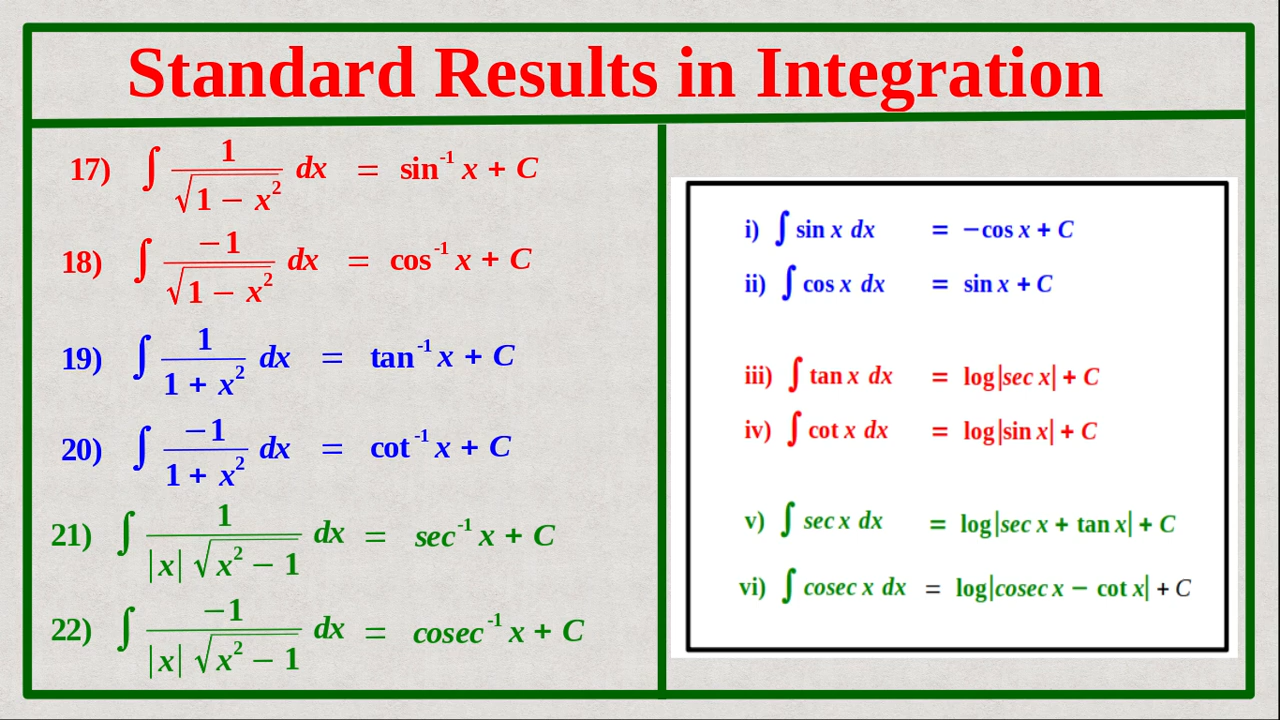 Standard Results in Integration
17) ∫ 1/√(1 − x²) dx = sin⁻¹ x + C
18) ∫ −1/√(1 − x²) dx = cos⁻¹ x + C
19) ∫ 1/(1 + x²) dx = tan⁻¹ x + C
20) ∫ −1/(1 + x²) dx = cot⁻¹ x + C
21) ∫ 1/(|x| √(x² − 1)) dx = sec⁻¹ x + C
22) ∫ −1/(|x| √(x² − 1)) dx = cosec⁻¹ x + C
i) ∫ sin x dx = −cos x + C
ii) ∫ cos x dx = sin x + C
iii) ∫ tan x dx = log|sec x| + C
iv) ∫ cot x dx = log|sin x| + C
v) ∫ sec x dx = log|sec x + tan x| + C
vi) ∫ cosec x dx = log|cosec x − cot x| + C